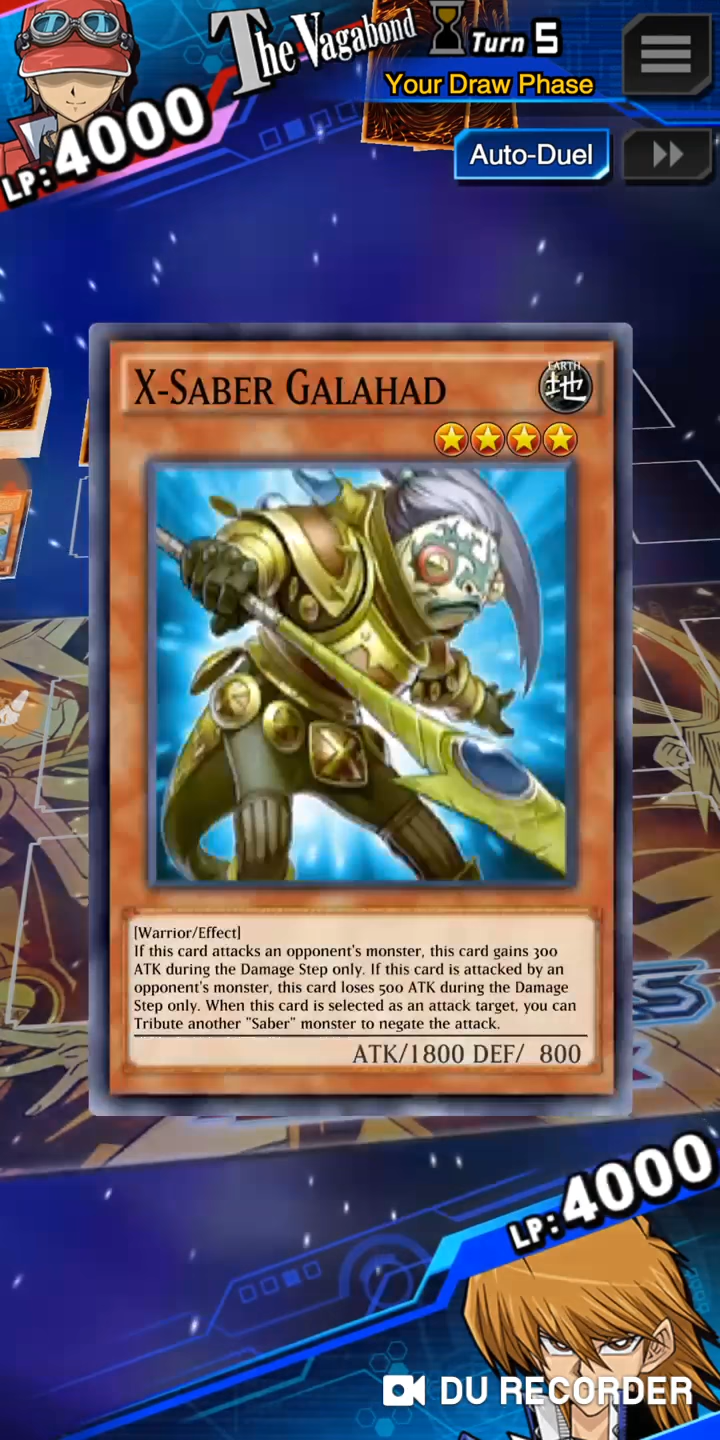 The Vagabond
Turn 5
Your Draw Phase
LP: 4000
Auto-Duel
X-Saber Galahad
EARTH
地
[Warrior/Effect]
If this card attacks an opponent's monster, this card gains 300
ATK during the Damage Step only. If this card is attacked by an
opponent's monster, this card loses 500 ATK during the Damage
Step only. When this card is selected as an attack target, you can
Tribute another "Saber" monster to negate the attack.
ATK/1800 DEF/ 800
LP: 4000
DU RECORDER